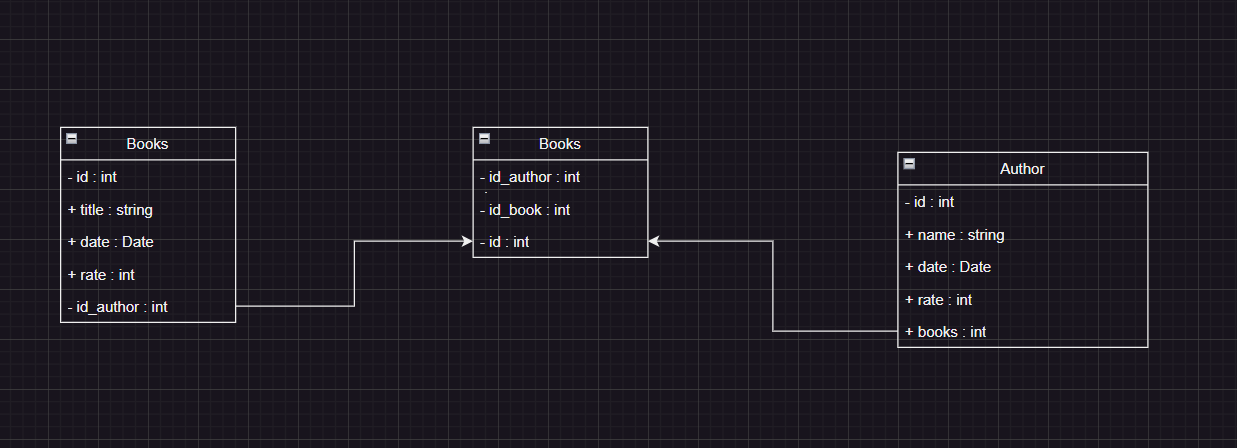 Books
- id : int
+ title : string
+ date : Date
+ rate : int
- id_author : int
Books
- id_author : int
- id_book : int
- id : int
Author
- id : int
+ name : string
+ date : Date
+ rate : int
+ books : int